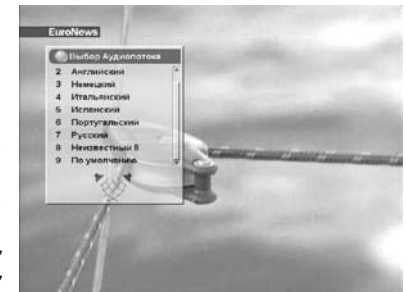 EuroNews
Выбор Аудиопотока
2 Английский
3 Немецкий
4 Итальянский
5 Испанский
6 Португальский
7 Русский
8 Неизвестный 8
9 По умолчанию
,
,